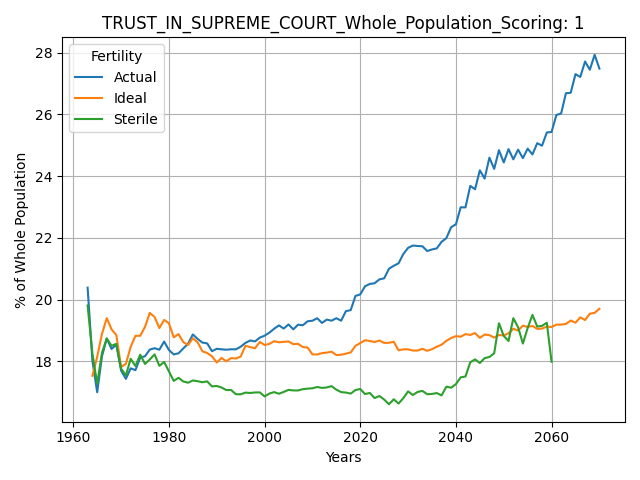 TRUST_IN_SUPREME_COURT_Whole_Population_Scoring: 1
Fertility
Actual
Ideal
Sterile
% of Whole Population
28
26
24
22
20
18
1960 1980 2000 2020 2040 2060
Years